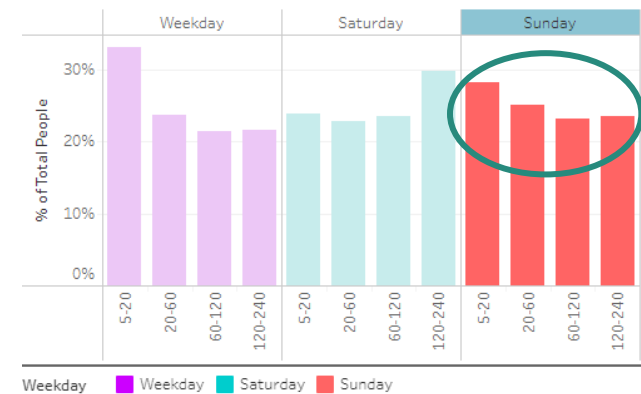 Weekday Saturday Sunday
30%
20%
10%
0%
% of Total People
5-20 20-60 60-120 120-240 5-20 20-60 60-120 120-240 5-20 20-60 60-120 120-240
Weekday Weekday Saturday Sunday